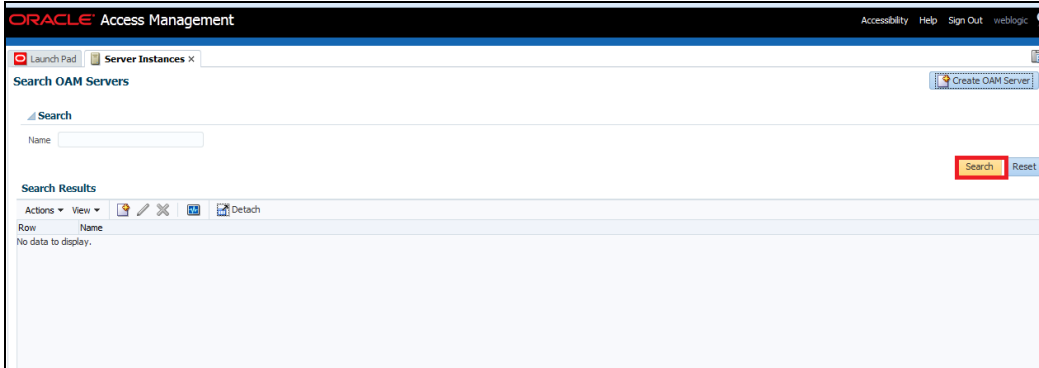 ORACLE Access Management Accessibility Help Sign Out weblogic
Launch Pad Server Instances ×
Search OAM Servers Create OAM Server
Search
Name
Search Reset
Search Results
Actions View Detach
Row Name
No data to display.